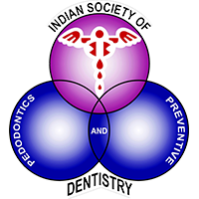 INDIAN SOCIETY OF
PEDODONTICS
AND
PREVENTIVE
DENTISTRY